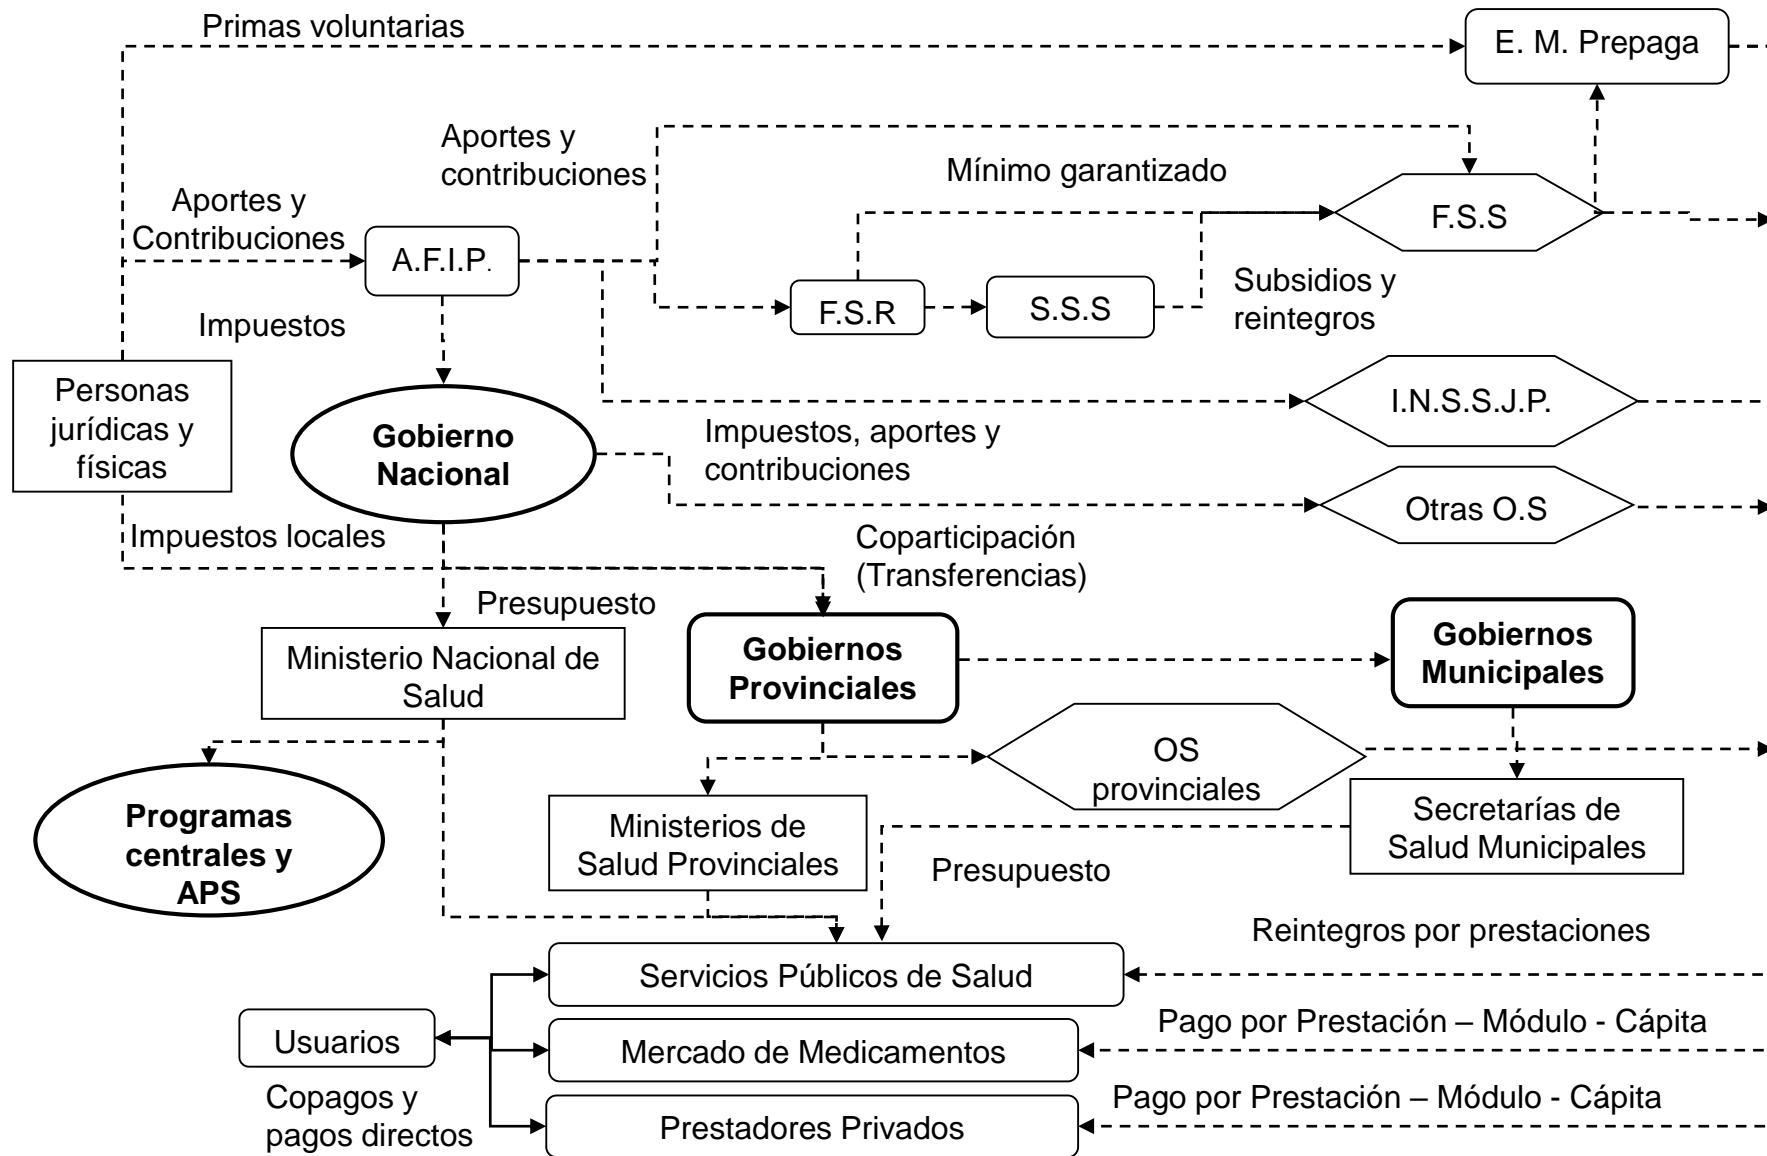 Primas voluntarias
E. M. Prepaga
Aportes y
contribuciones
Mínimo garantizado
Aportes y
Contribuciones
A.F.I.P.
F.S.S
F.S.R
S.S.S
Subsidios y
reintegros
Impuestos
Personas
jurídicas y
físicas
Gobierno
Nacional
Impuestos, aportes y
contribuciones
I.N.S.S.J.P.
Otras O.S
Impuestos locales
Coparticipación
(Transferencias)
Presupuesto
Ministerio Nacional de
Salud
Gobiernos
Provinciales
Gobiernos
Municipales
OS
provinciales
Programas
centrales y
APS
Ministerios de
Salud Provinciales
Secretarías de
Salud Municipales
Presupuesto
Reintegros por prestaciones
Servicios Públicos de Salud
Pago por Prestación – Módulo - Cápita
Usuarios
Mercado de Medicamentos
Copagos y
pagos directos
Pago por Prestación – Módulo - Cápita
Prestadores Privados